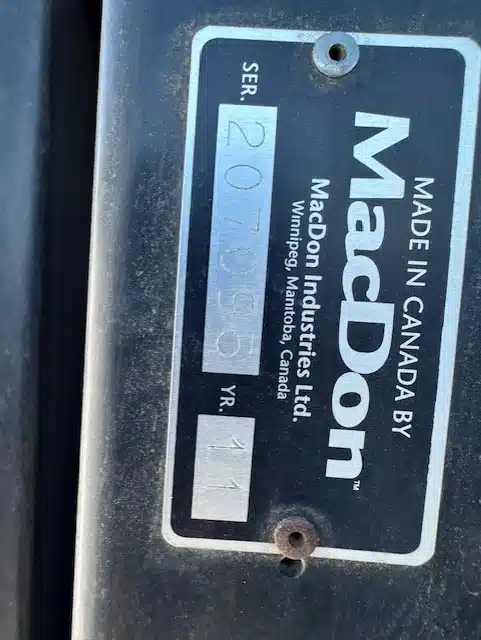 MADE IN CANADA BY
MacDon™
MacDon Industries Ltd.
Winnipeg, Manitoba, Canada
SER. 207095 YR. 11